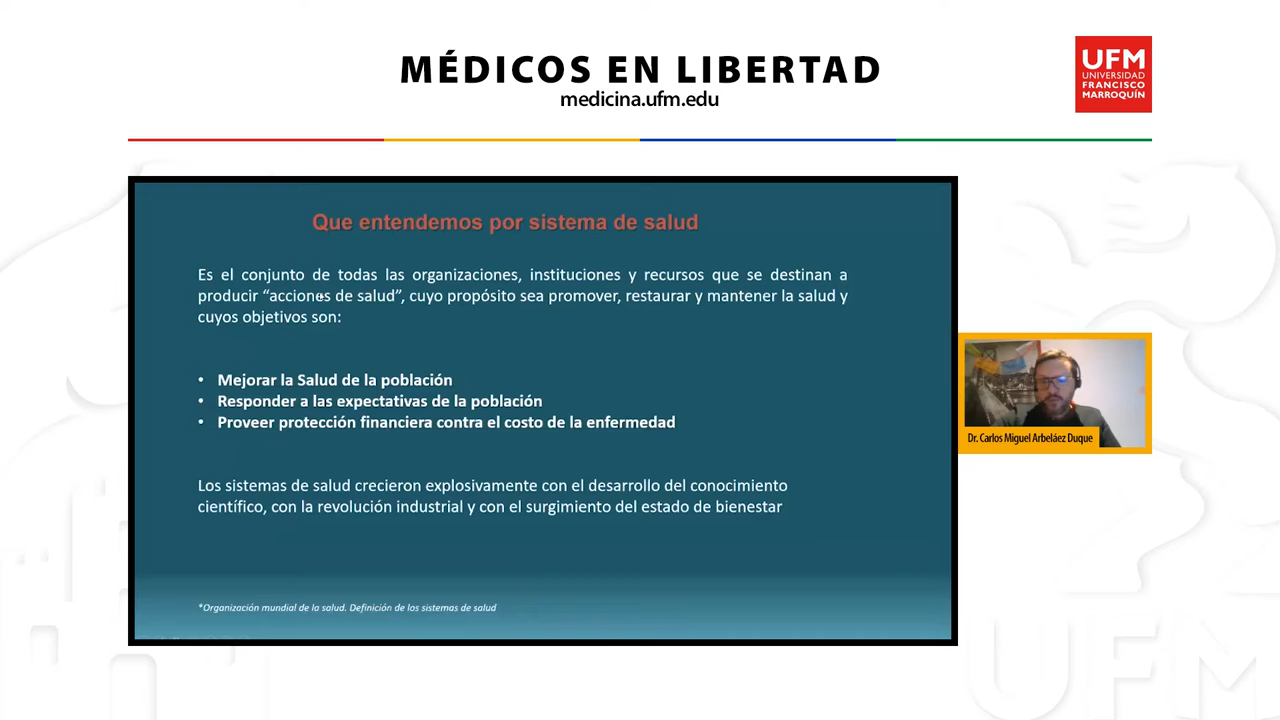 MÉDICOS EN LIBERTAD
medicina.ufm.edu
UFM
UNIVERSIDAD
FRANCISCO
MARROQUÍN
Que entendemos por sistema de salud
Es el conjunto de todas las organizaciones, instituciones y recursos que se destinan a
producir “acciones de salud”, cuyo propósito sea promover, restaurar y mantener la salud y
cuyos objetivos son:
• Mejorar la Salud de la población
• Responder a las expectativas de la población
• Proveer protección financiera contra el costo de la enfermedad
Los sistemas de salud crecieron explosivamente con el desarrollo del conocimiento
científico, con la revolución industrial y con el surgimiento del estado de bienestar
*Organización mundial de la salud. Definición de los sistemas de salud
Dr. Carlos Miguel Arbeláez Duque
UFM